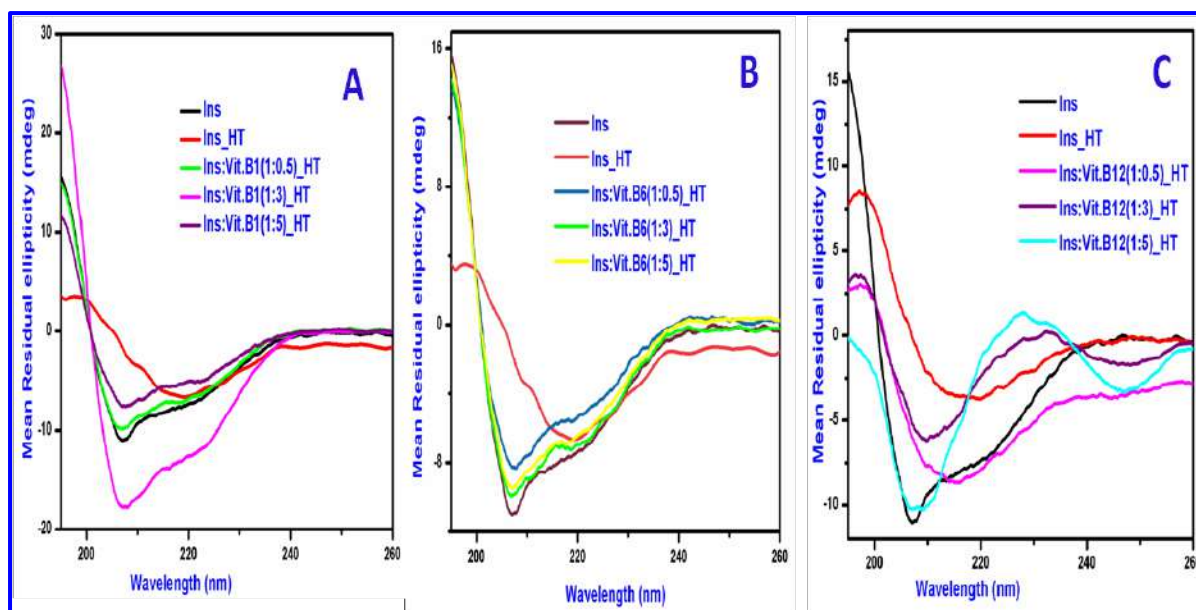 A
Ins
Ins_HT
Ins:Vit.B1(1:0.5)_HT
Ins:Vit.B1(1:3)_HT
Ins:Vit.B1(1:5)_HT
Mean Residual ellipticity (mdeg)
30
20
10
0
-10
-20
200
220
240
260
Wavelength (nm)
B
Ins
Ins_HT
Ins:Vit.B6(1:0.5)_HT
Ins:Vit.B6(1:3)_HT
Ins:Vit.B6(1:5)_HT
Mean Residual ellipticity (mdeg)
16
8
0
-8
200
220
240
260
Wavelength (nm)
C
Ins
Ins_HT
Ins:Vit.B12(1:0.5)_HT
Ins:Vit.B12(1:3)_HT
Ins:Vit.B12(1:5)_HT
Mean Residual ellipticity (mdeg)
15
10
5
0
-5
-10
200
220
240
260
Wavelength (nm)